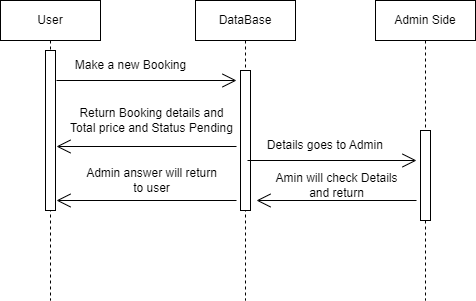 User
DataBase
Admin Side
Make a new Booking
Return Booking details and
Total price and Status Pending
Details goes to Admin
Admin answer will return
to user
Amin will check Details
and return